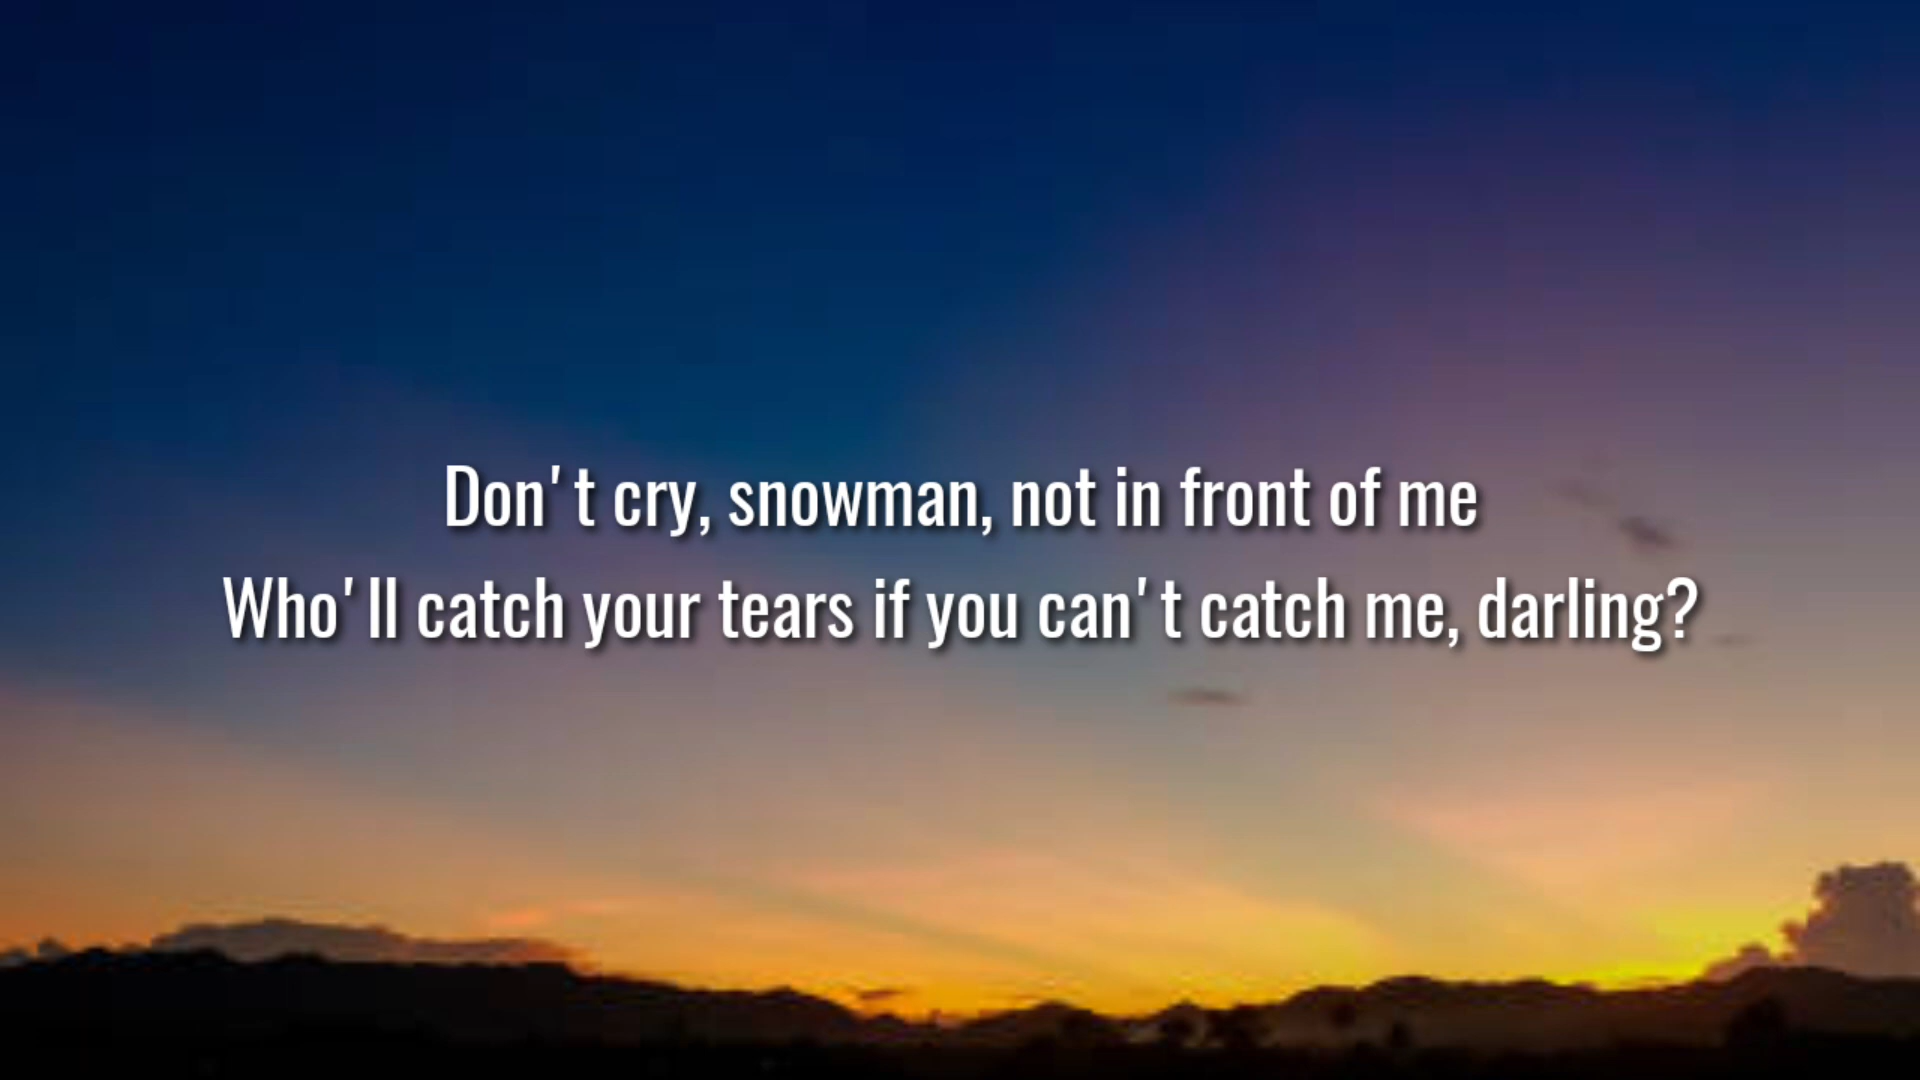 Don't cry, snowman, not in front of me
Who'll catch your tears if you can't catch me, darling?